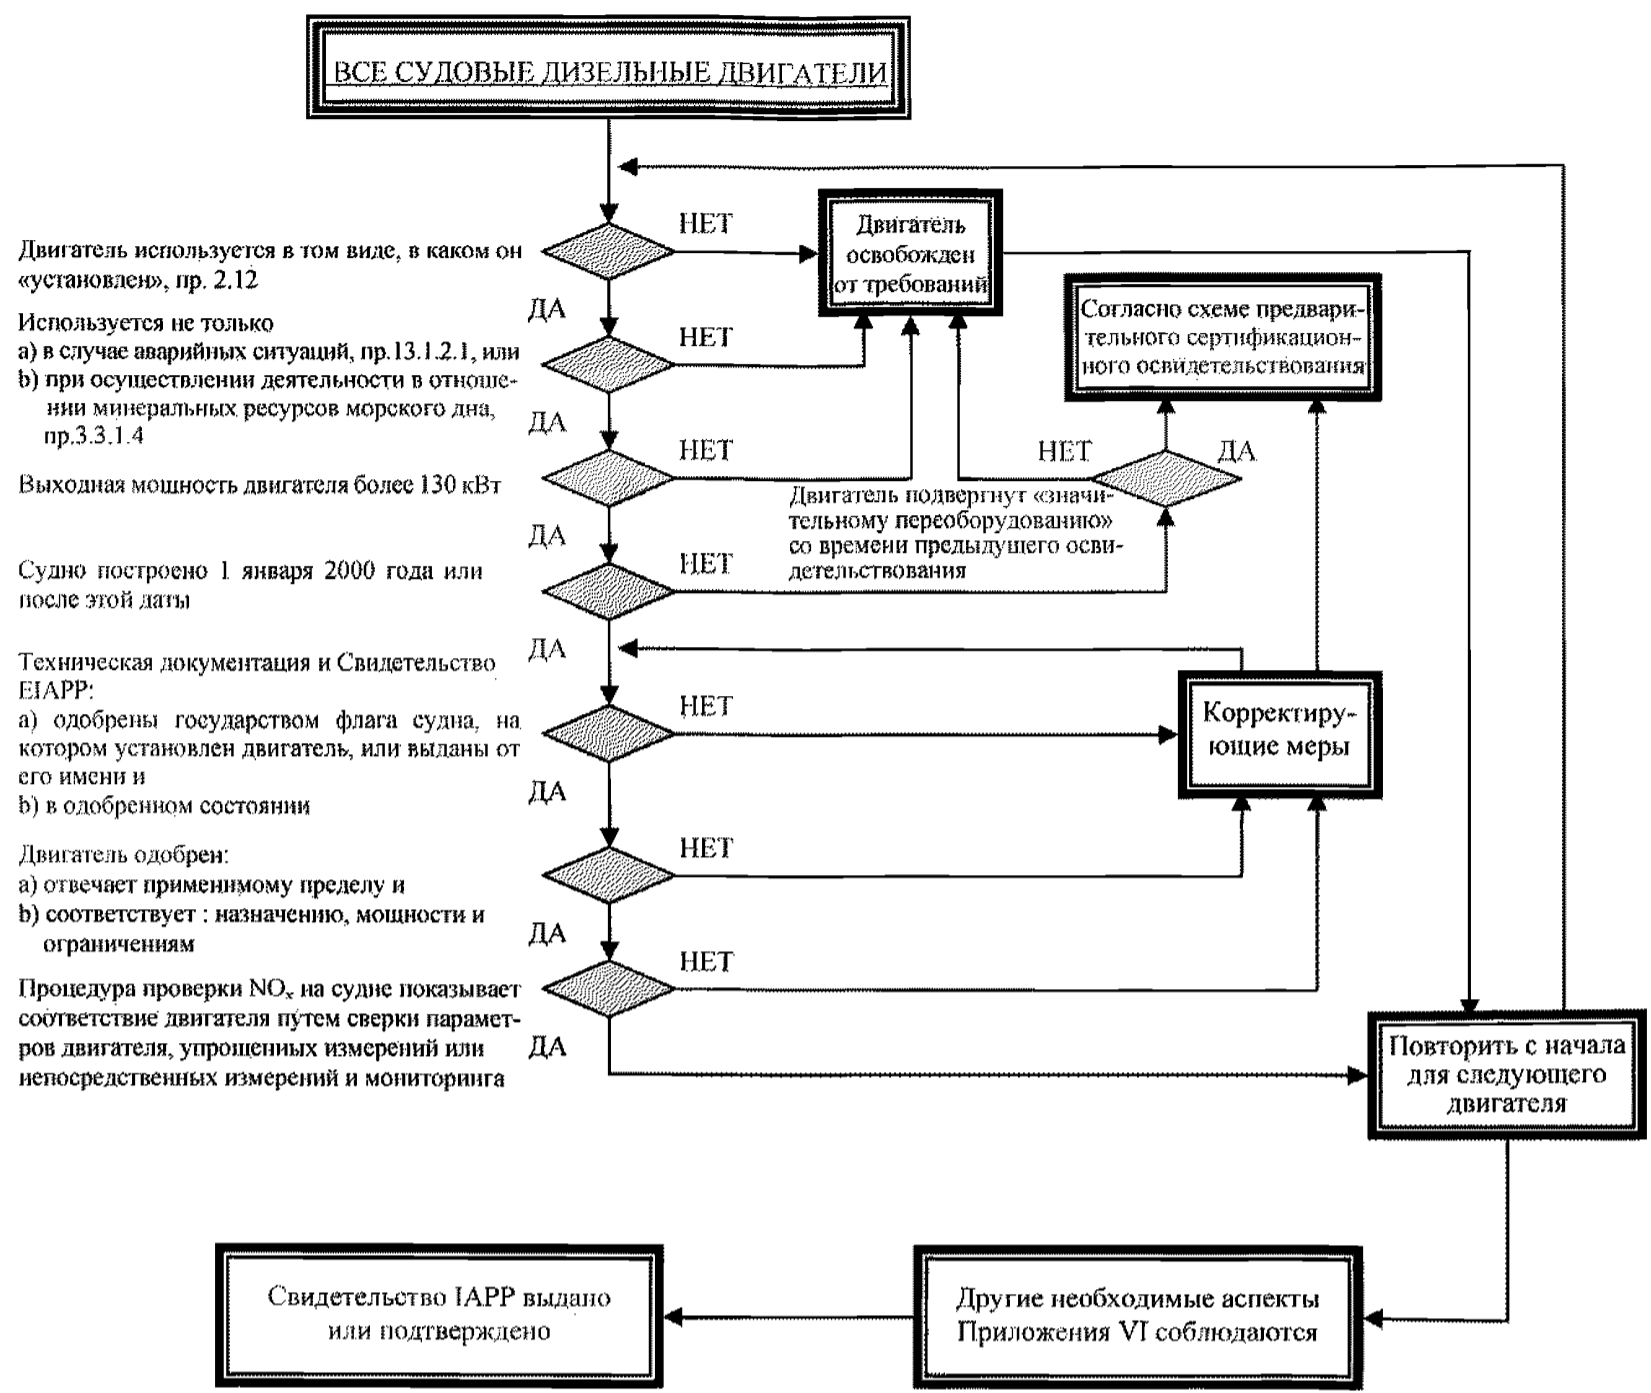 ВСЕ СУДОВЫЕ ДИЗЕЛЬНЫЕ ДВИГАТЕЛИ
Двигатель используется в том виде, в каком он
«установлен», пр. 2.12
НЕТ
Двигатель
освобожден
от требований
ДА
Используется не только
a) в случае аварийных ситуаций, пр.13.1.2.1, или
b) при осуществлении деятельности в отноше-
нии минеральных ресурсов морского дна,
пр.3.3.1.4
НЕТ
Согласно схеме предвари-
тельного сертификацион-
ного освидетельствования
ДА
Выходная мощность двигателя более 130 кВт
НЕТ
НЕТ
ДА
Двигатель подвергнут «значи-
тельному переоборудованию»
со времени предыдущего осви-
детельствования
ДА
Судно построено 1 января 2000 года или
после этой даты
НЕТ
ДА
Техническая документация и Свидетельство
EIAPP:
a) одобрены государством флага судна, на
котором установлен двигатель, или выданы от
его имени и
b) в одобренном состоянии
НЕТ
Корректиру-
ющие меры
ДА
Двигатель одобрен:
a) отвечает применимому пределу и
b) соответствует : назначению, мощности и
ограничениям
НЕТ
ДА
Процедура проверки NOx на судне показывает
соответствие двигателя путем сверки парамет-
ров двигателя, упрощенных измерений или
непосредственных измерений и мониторинга
НЕТ
ДА
Повторить с начала
для следующего
двигателя
Свидетельство IAPP выдано
или подтверждено
Другие необходимые аспекты
Приложения VI соблюдаются